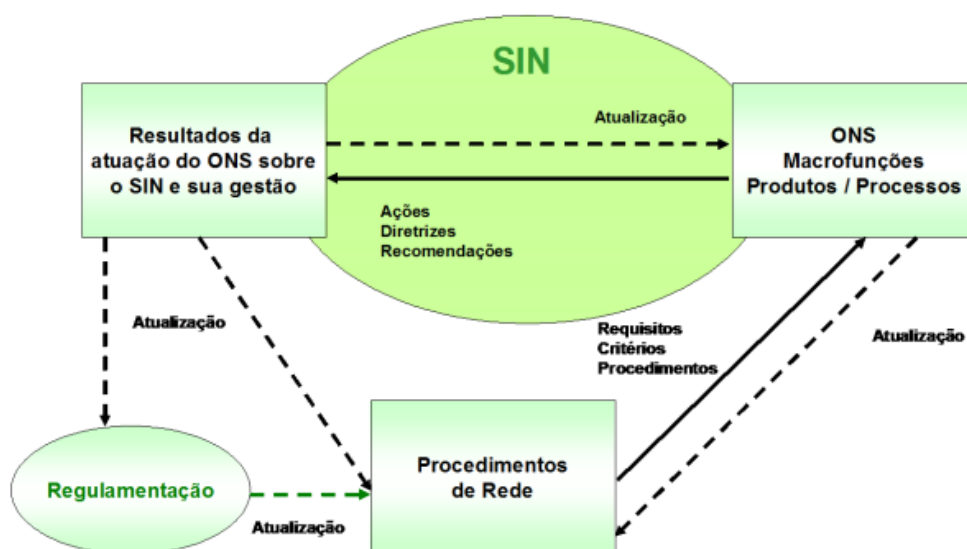 SIN
Resultados da
atuação do ONS sobre
o SIN e sua gestão
Atualização
ONS
Macrofunções
Produtos / Processos
Ações
Diretrizes
Recomendações
Atualização
Requisitos
Critérios
Procedimentos
Atualização
Regulamentação
Atualização
Procedimentos
de Rede